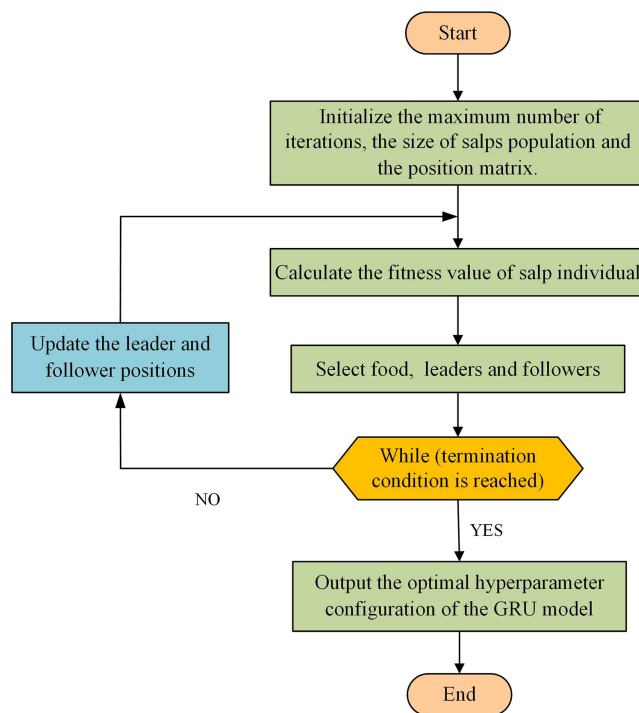 Start
Initialize the maximum number of
iterations, the size of salps population and
the position matrix.
Calculate the fitness value of salp individual
Update the leader and
follower positions
Select food, leaders and followers
While (termination
condition is reached)
NO
YES
Output the optimal hyperparameter
configuration of the GRU model
End